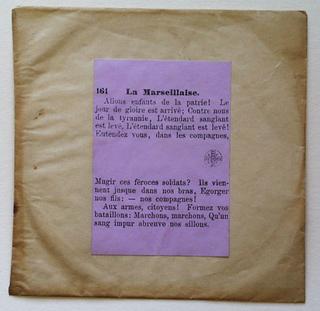 161 La Marseillaise.
Allons enfants de la patrie! Le
jour de gloire est arrivé; Contre nous
de la tyrannie, L'étendard sanglant
est levé, L'étendard sanglant est levé!
Entendez vous, dans les compagnes,
Mugir ces féroces soldats? Ils vien-
nent jusque dans nos bras, Egorger
nos fils: — nos compagnes!
Aux armes, citoyens! Formez vos
bataillons: Marchons, marchons, Qu'un
sang impur abreuve nos sillons.